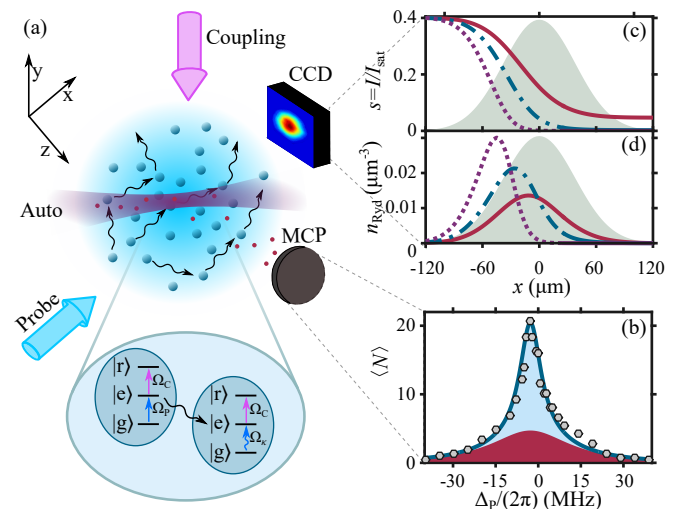 (a)
Coupling
CCD
y
x
z
Auto
MCP
Probe
|r⟩
|e⟩
|g⟩
Ω_C
Ω_P
|r⟩
|e⟩
|g⟩
Ω_C
Ω_κ
(c)
s=I/I_sat
0.4
0.2
0
(d)
n_Ryd (μm⁻³)
0.02
0.01
0
-120 -60 0 60 120
x (μm)
(b)
⟨N⟩
20
10
0
-30 -15 0 15 30
Δ_P/(2π) (MHz)